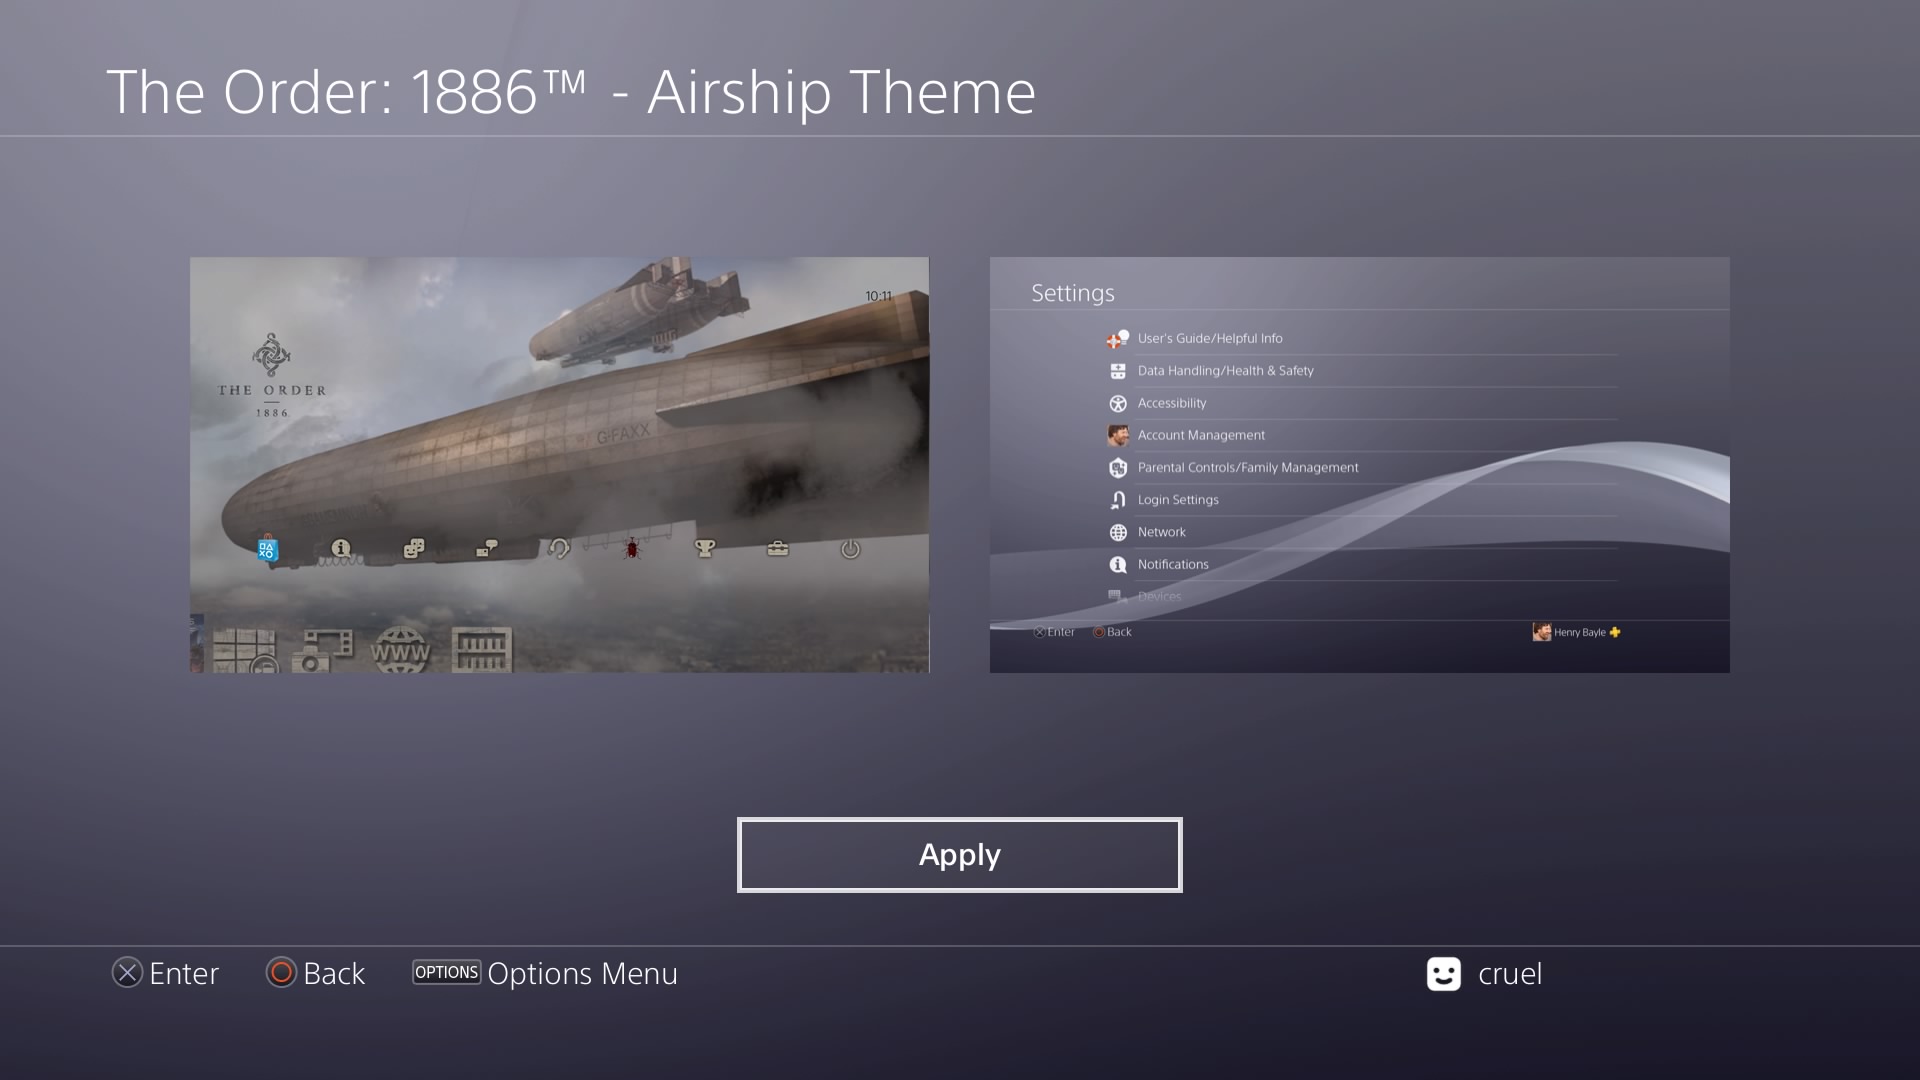 The Order: 1886™ - Airship Theme
10:11
THE ORDER
1886
G-FAXX
WWW
Settings
User's Guide/Helpful Info
Data Handling/Health & Safety
Accessibility
Account Management
Parental Controls/Family Management
Login Settings
Network
Notifications
Devices
Enter
Back
Henry Bayle
Apply
Enter
Back
OPTIONS Options Menu
cruel